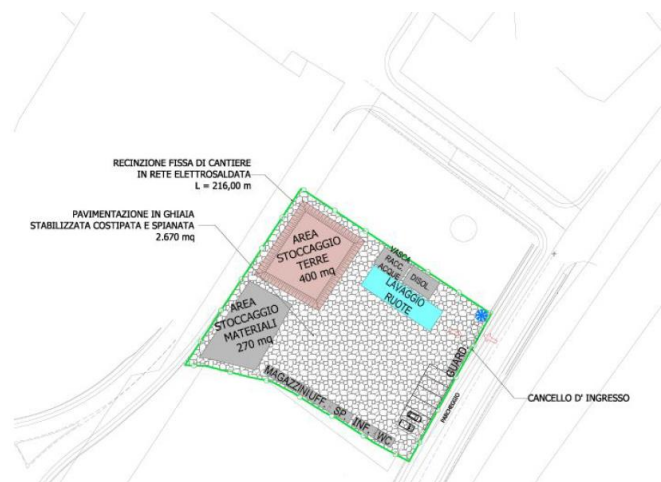 RECINZIONE FISSA DI CANTIERE
IN RETE ELETTROSALDATA
L = 216,00 m
PAVIMENTAZIONE IN GHIAIA
STABILIZZATA COSTIPATA E SPIANATA
2.670 mq
AREA
STOCCAGGIO
TERRE
400 mq
VASCA
RACC.
ACQUE
DISOL
LAVAGGIO
RUOTE
AREA
STOCCAGGIO
MATERIALI
270 mq
GUARD
CANCELLO D' INGRESSO
PARCHEGGIO
MAGAZZINI UFF. SP. INF. WC